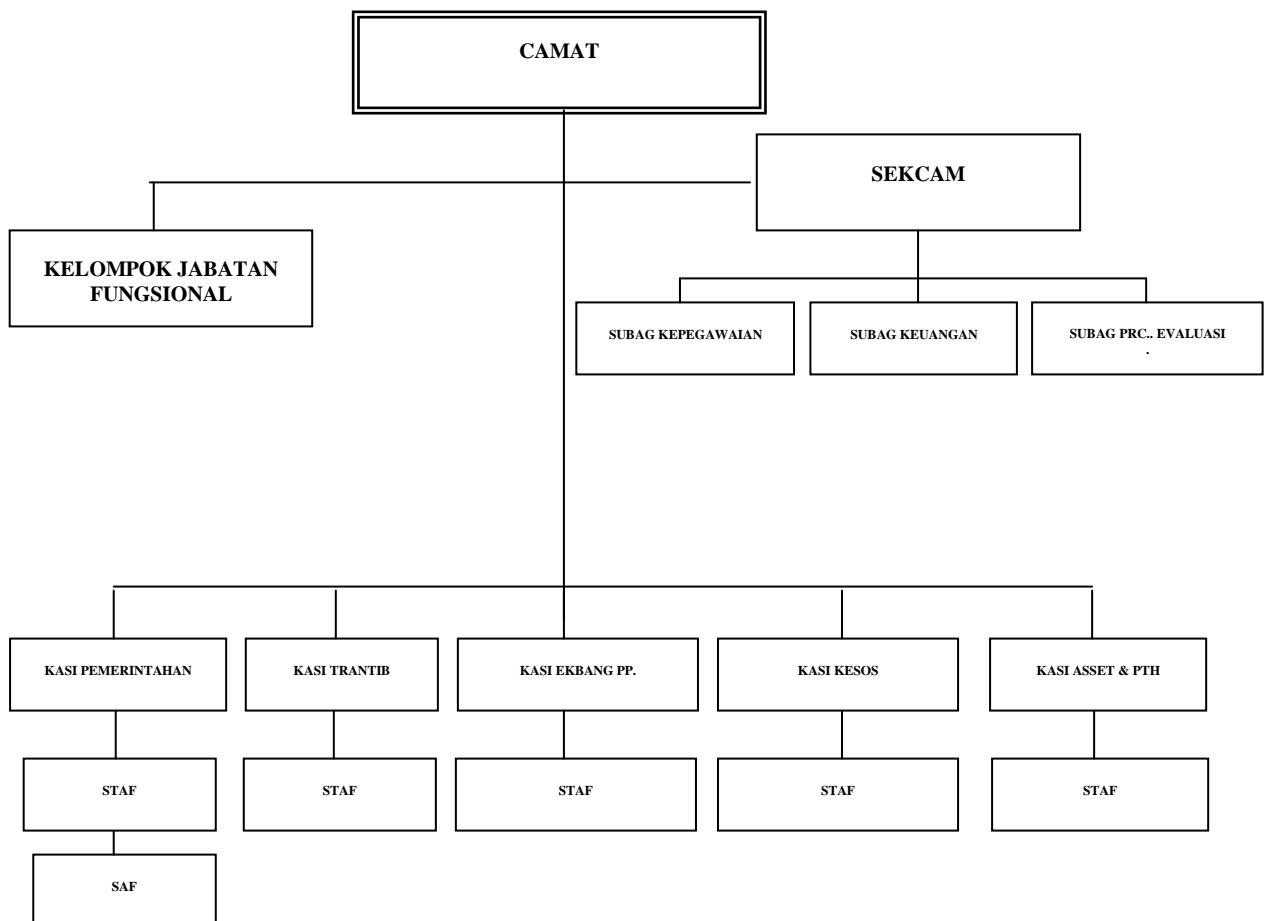 CAMAT
SEKCAM
KELOMPOK JABATAN
FUNGSIONAL
SUBAG KEPEGAWAIAN
SUBAG KEUANGAN
SUBAG PRC.. EVALUASI
.
KASI PEMERINTAHAN
KASI TRANTIB
KASI EKBANG PP.
KASI KESOS
KASI ASSET & PTH
STAF
STAF
STAF
STAF
STAF
SAF